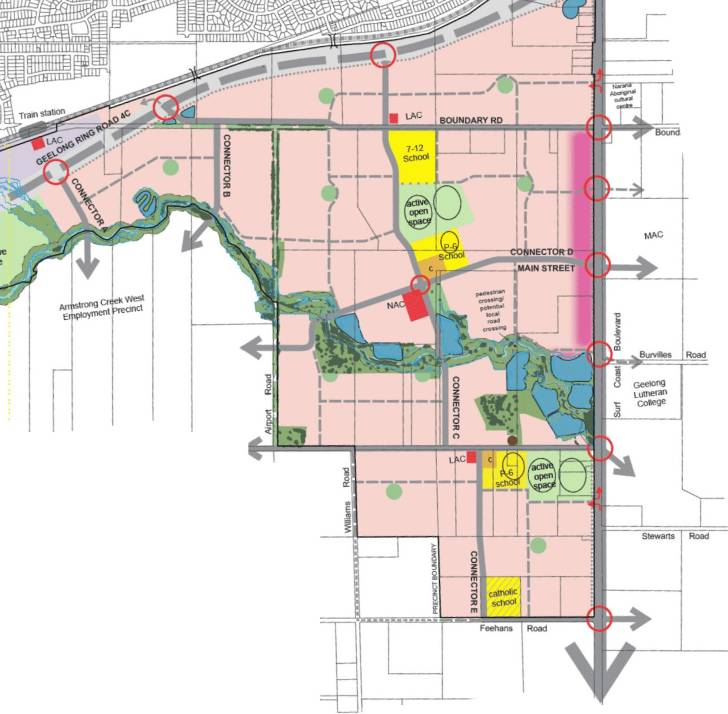 Train station
LAC
GEELONG RING ROAD 4C
LAC
BOUNDARY RD
Narana
Aboriginal
cultural
centre
Bound
7-12
School
CONNECTOR B
CONNECTOR A
active
open
space
MAC
P-6
School
c
CONNECTOR D
MAIN STREET
Armstrong Creek West
Employment Precinct
NAC
pedestrian
crossing/
potential
local
road
crossing
Surf Coast Boulevard
Burvilles Road
Geelong
Lutheran
College
Airport Road
CONNECTOR C
LAC
c
P-6
school
active
open
space
Williams Road
Stewarts Road
PRECINCT BOUNDARY
CONNECTOR E
catholic
school
Feehans Road